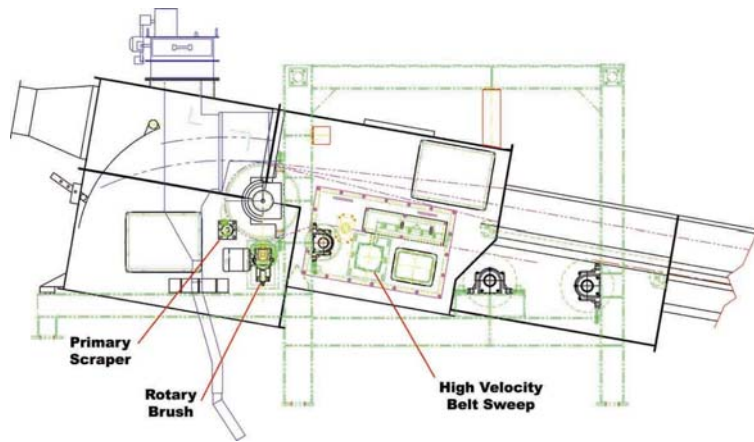 Primary
Scraper
Rotary
Brush
High Velocity
Belt Sweep